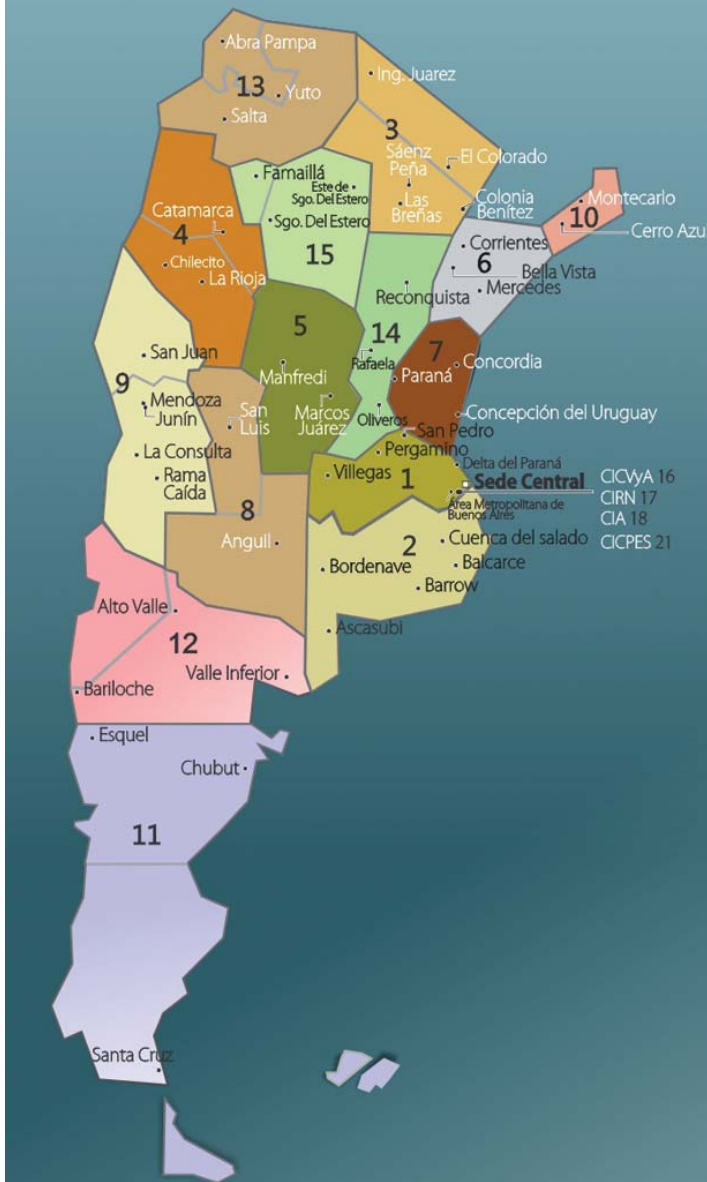 Abra Pampa
13
Yuto
Salta
Ing. Juarez
3
Sáenz
Peña
El Colorado
Las
Breñas
Colonia
Benítez
Famaillá
Este de
Sgo. Del Estero
Sgo. Del Estero
15
Montecarlo
10
Cerro Azu
Catamarca
4
Chilecito
La Rioja
Corrientes
6
Bella Vista
Mercedes
Reconquista
14
Rafaela
Oliveros
5
Manfredi
Marcos
Juárez
7
Concordia
Paraná
Concepción del Uruguay
San Juan
9
Mendoza
Junín
La Consulta
Rama
Caída
San
Luis
8
Anguil
San Pedro
Pergamino
Villegas
1
Delta del Paraná
Sede Central
Área Metropolitana de
Buenos Aires
CICVyA 16
CIRN 17
CIA 18
CICPES 21
2
Cuenca del salado
Bordenave
Balcarce
Barrow
Ascasubi
Alto Valle
12
Valle Inferior
Bariloche
Esquel
Chubut
11
Santa Cruz